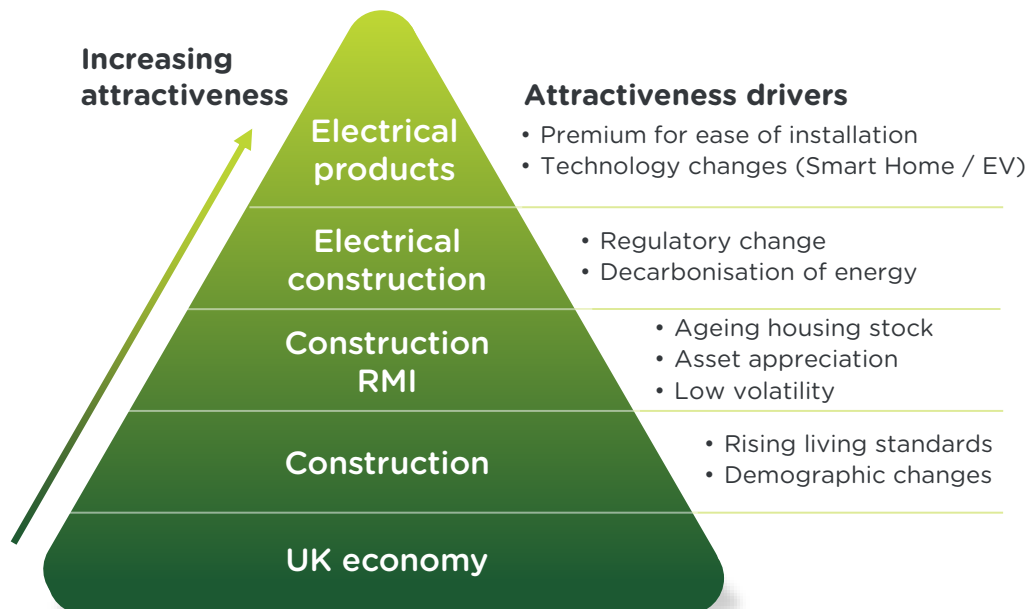 Increasing
attractiveness
Attractiveness drivers
Electrical
products
• Premium for ease of installation
• Technology changes (Smart Home / EV)
Electrical
construction
• Regulatory change
• Decarbonisation of energy
Construction
RMI
• Ageing housing stock
• Asset appreciation
• Low volatility
Construction
• Rising living standards
• Demographic changes
UK economy